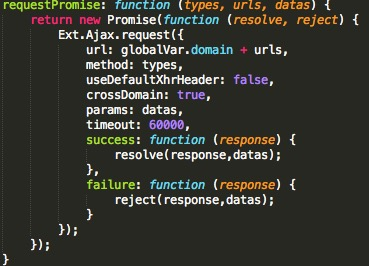 requestPromise: function (types, urls, datas) {
    return new Promise(function (resolve, reject) {
        Ext.Ajax.request({
            url: globalVar.domain + urls,
            method: types,
            useDefaultXhrHeader: false,
            crossDomain: true,
            params: datas,
            timeout: 60000,
            success: function (response) {
                resolve(response,datas);
            },
            failure: function (response) {
                reject(response,datas);
            }
        });
    });
}